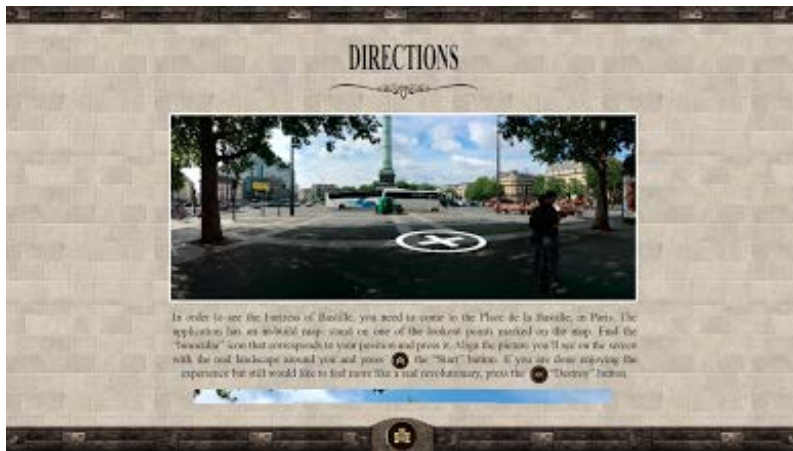 DIRECTIONS
In order to see the Fortress of Bastille, you need to come to the Place de la Bastille, in Paris. The
application has an in-build map: stand on one of the lookout points marked on the map. Find the
"binocular" icon that corresponds to your position and press it. Align the picture you'll see on the screen
with the real landscape around you and press the "Start" button. If you are done enjoying the
experience but still would like to feel more like a real revolutionary, press the "Destroy" button.